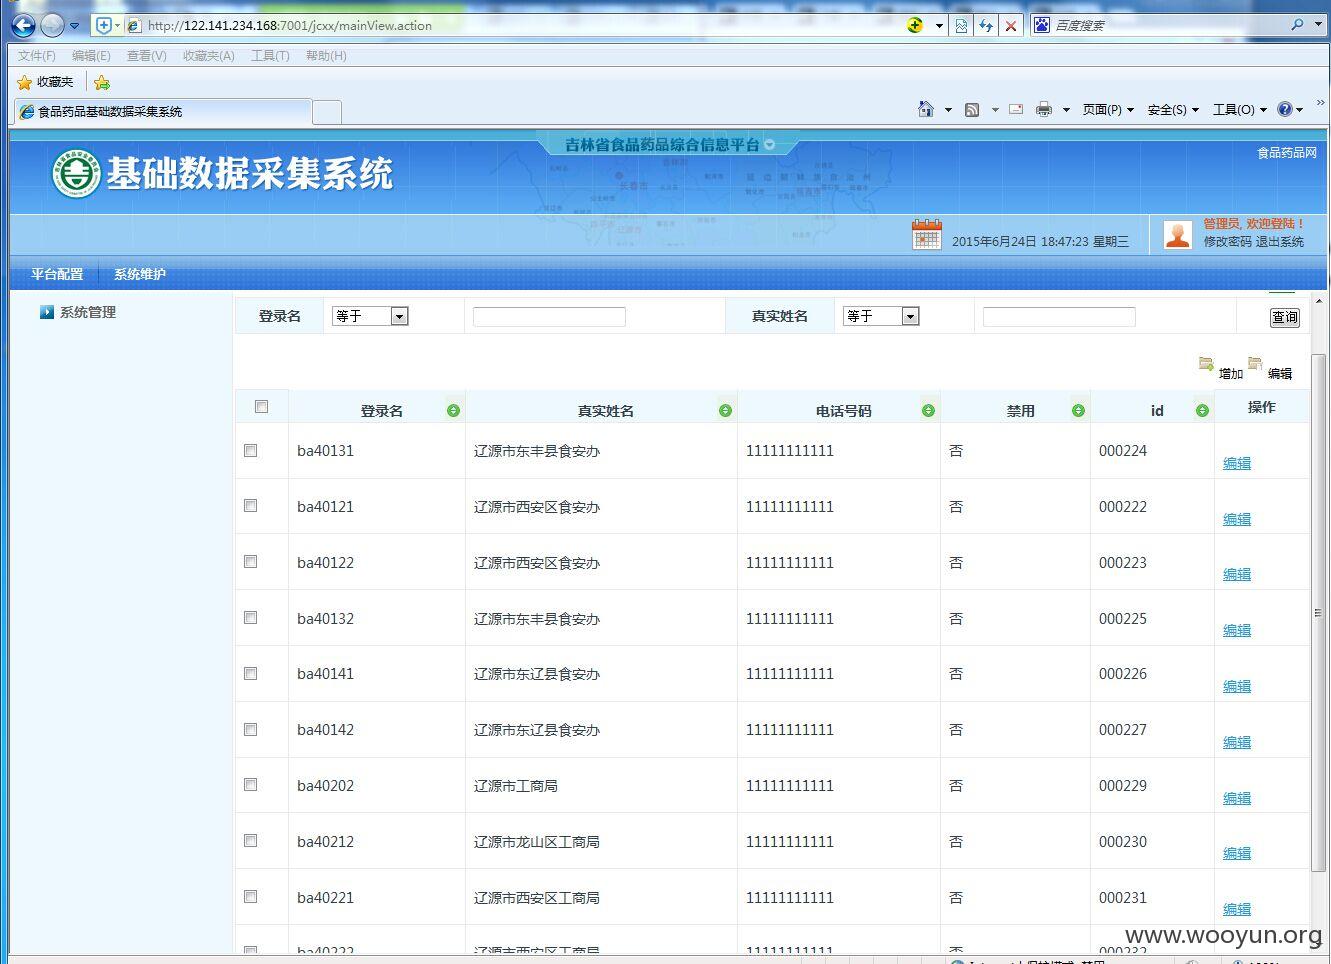 http://122.141.234.168:7001/jcxx/mainView.action
百度搜索
文件(F) 编辑(E) 查看(V) 收藏夹(A) 工具(T) 帮助(H)
收藏夹
食品药品基础数据采集系统
页面(P) 安全(S) 工具(O)
吉林省食品药品综合信息平台
食品药品网
基础数据采集系统
管理员, 欢迎登陆！
2015年6月24日 18:47:23 星期三
修改密码 退出系统
平台配置 系统维护
系统管理
登录名 等于 真实姓名 等于 查询
增加 编辑
登录名 真实姓名 电话号码 禁用 id 操作
ba40131 辽源市东丰县食安办 11111111111 否 000224 编辑
ba40121 辽源市西安区食安办 11111111111 否 000222 编辑
ba40122 辽源市西安区食安办 11111111111 否 000223 编辑
ba40132 辽源市东丰县食安办 11111111111 否 000225 编辑
ba40141 辽源市东辽县食安办 11111111111 否 000226 编辑
ba40142 辽源市东辽县食安办 11111111111 否 000227 编辑
ba40202 辽源市工商局 11111111111 否 000229 编辑
ba40212 辽源市龙山区工商局 11111111111 否 000230 编辑
ba40221 辽源市西安区工商局 11111111111 否 000231 编辑
ba40222 辽源市西安区工商局 11111111111 否 000232
www.wooyun.org